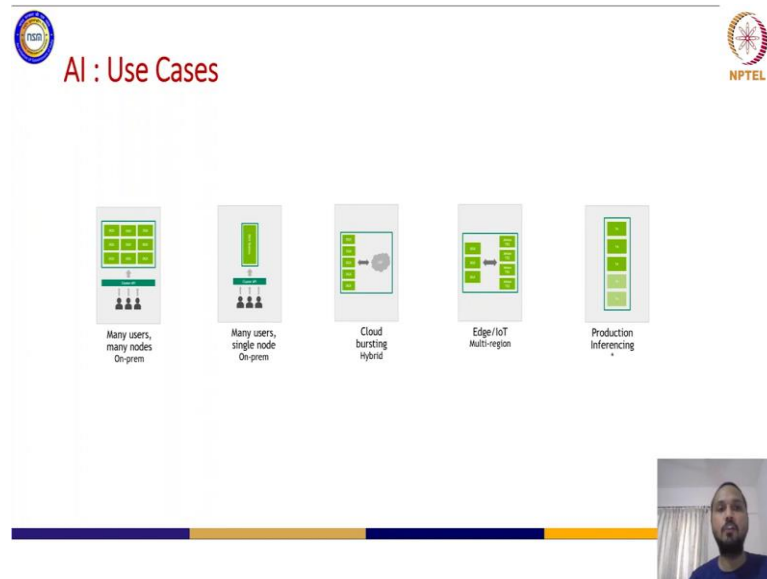 nsm
AI : Use Cases
NPTEL
Many users,
many nodes
On-prem
Many users,
single node
On-prem
Cloud
bursting
Hybrid
Edge/IoT
Multi-region
Production
Inferencing
*